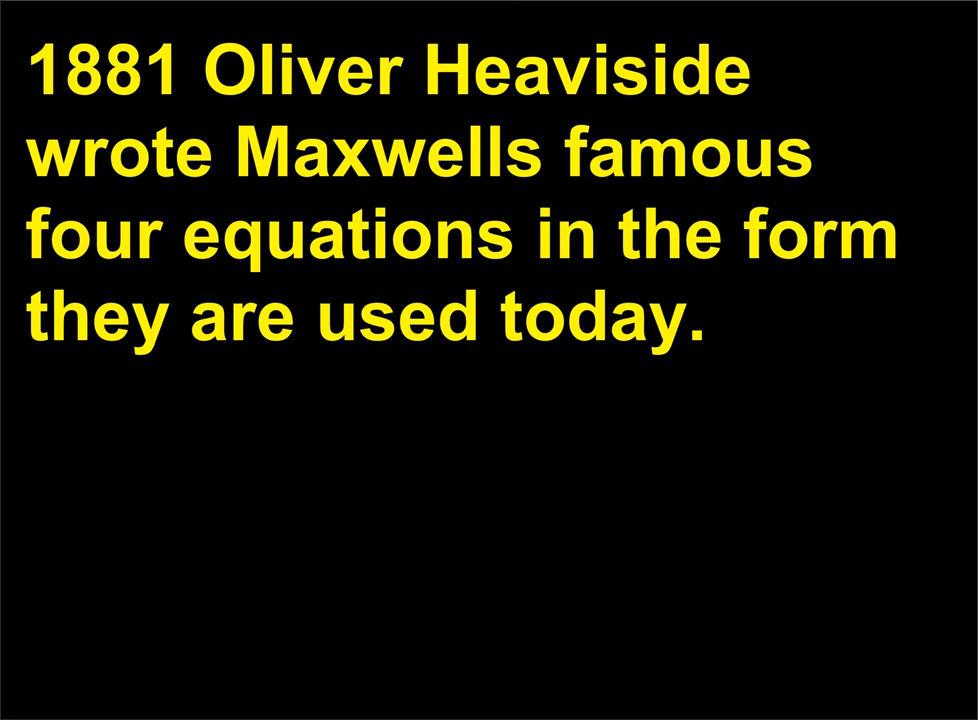 1881 Oliver Heaviside
wrote Maxwells famous
four equations in the form
they are used today.